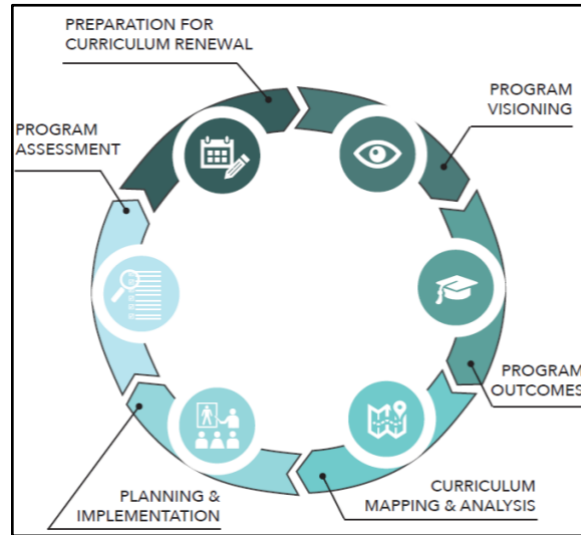 PREPARATION FOR
CURRICULUM RENEWAL
PROGRAM
VISIONING
PROGRAM
OUTCOMES
CURRICULUM
MAPPING & ANALYSIS
PLANNING &
IMPLEMENTATION
PROGRAM
ASSESSMENT